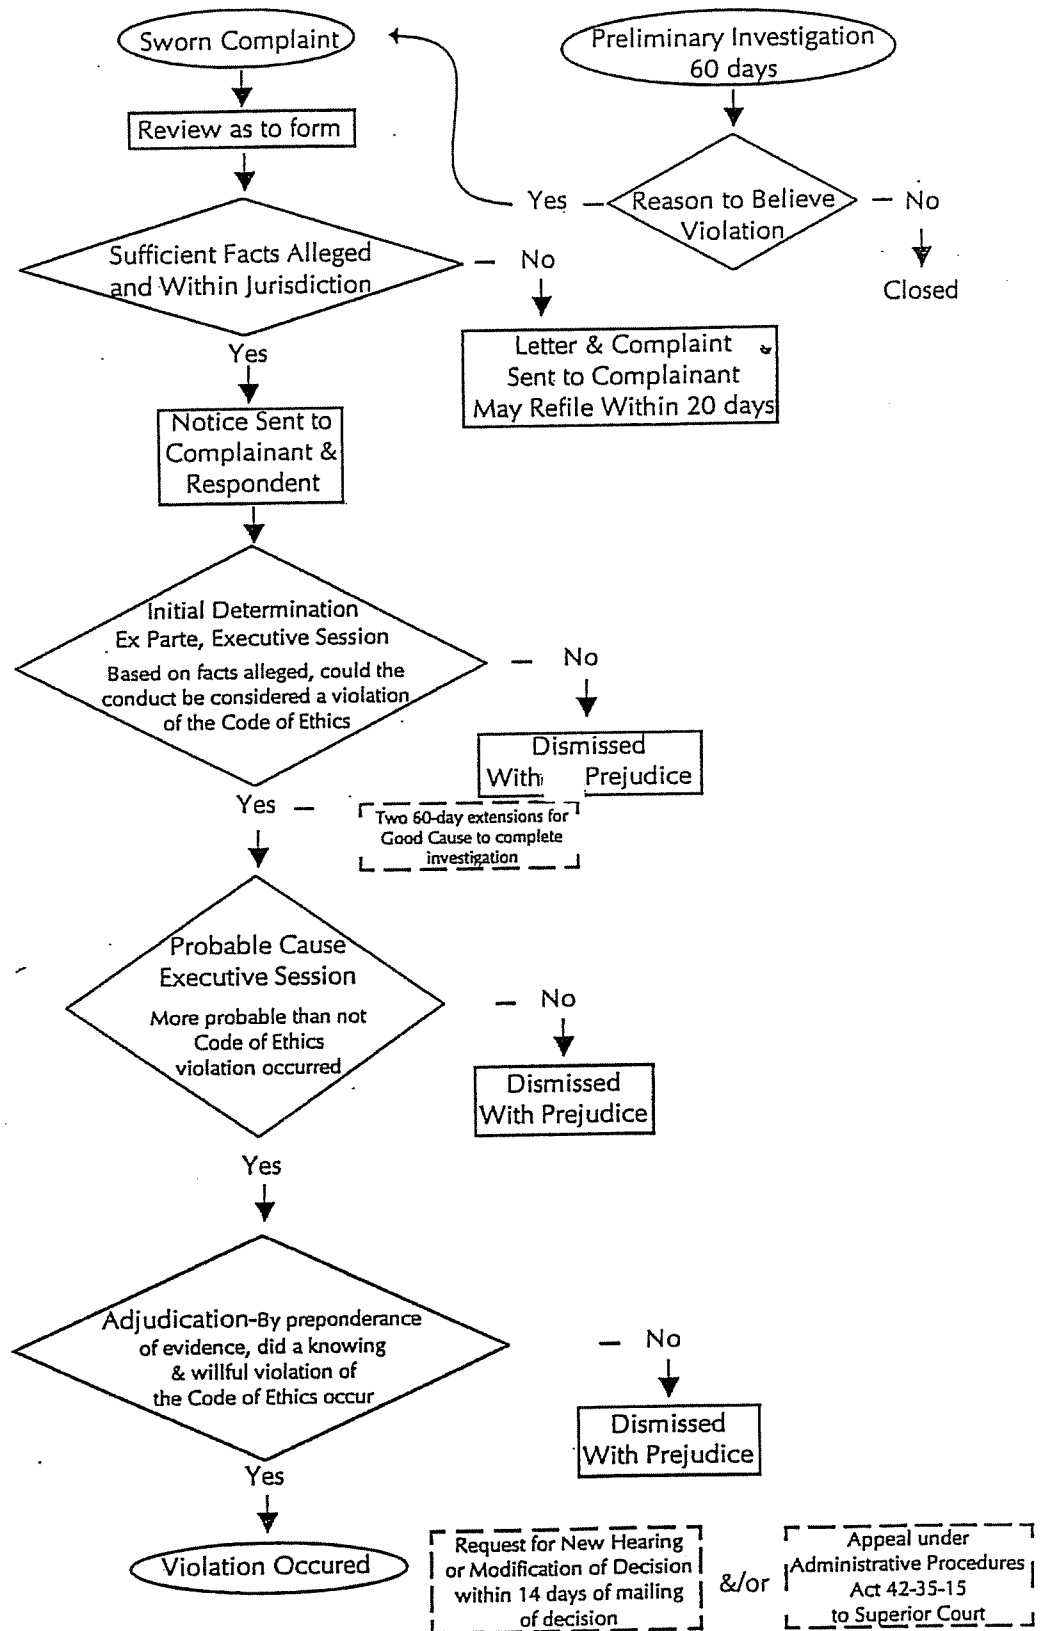 Sworn Complaint
Preliminary Investigation
60 days
Review as to form
Yes
Reason to Believe
Violation
No
Closed
Sufficient Facts Alleged
and Within Jurisdiction
No
Letter & Complaint
Sent to Complainant
May Refile Within 20 days
Yes
Notice Sent to
Complainant &
Respondent
Initial Determination
Ex Parte, Executive Session
Based on facts alleged, could the
conduct be considered a violation
of the Code of Ethics
No
Dismissed
With Prejudice
Yes
Two 60-day extensions for
Good Cause to complete
investigation
Probable Cause
Executive Session
More probable than not
Code of Ethics
violation occurred
No
Dismissed
With Prejudice
Yes
Adjudication-By preponderance
of evidence, did a knowing
& willful violation of
the Code of Ethics occur
No
Dismissed
With Prejudice
Yes
Violation Occured
Request for New Hearing
or Modification of Decision
within 14 days of mailing
of decision
&/or
Appeal under
Administrative Procedures
Act 42-35-15
to Superior Court